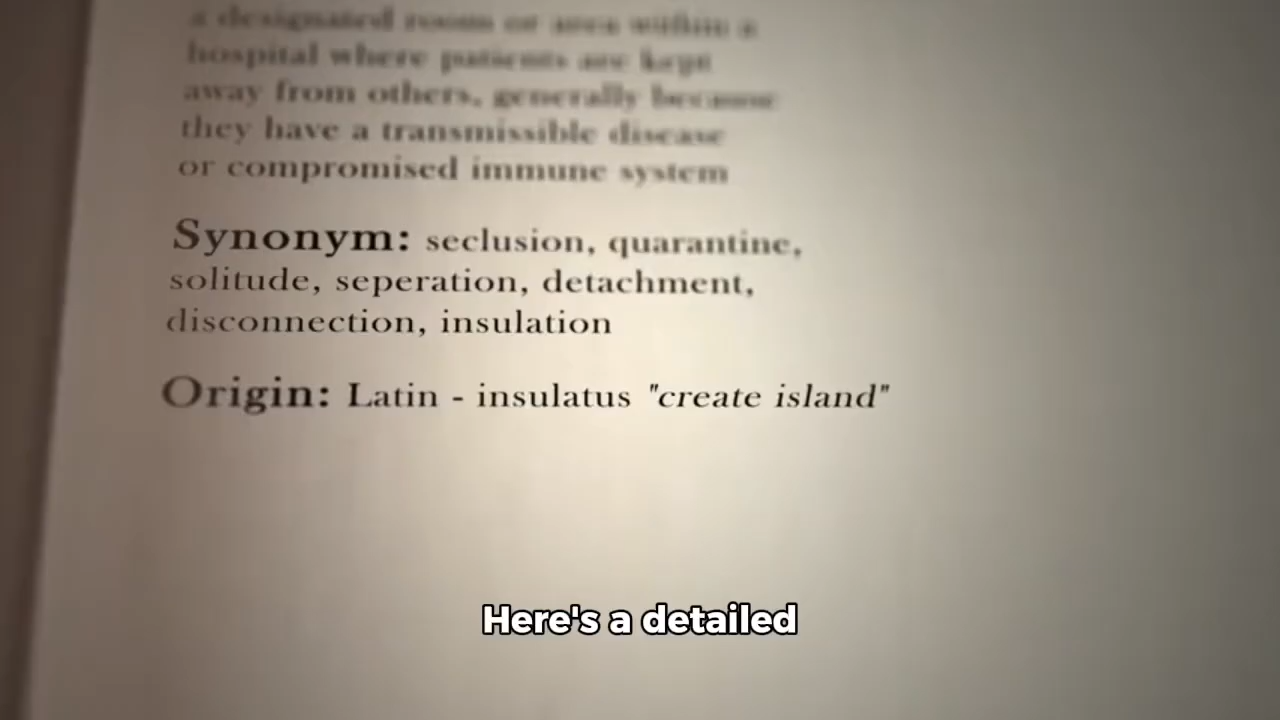 a designated room or area within a
hospital where patients are kept
away from others, generally because
they have a transmissible disease
or compromised immune system
Synonym: seclusion, quarantine,
solitude, seperation, detachment,
disconnection, insulation
Origin: Latin - insulatus "create island"
Here's a detailed